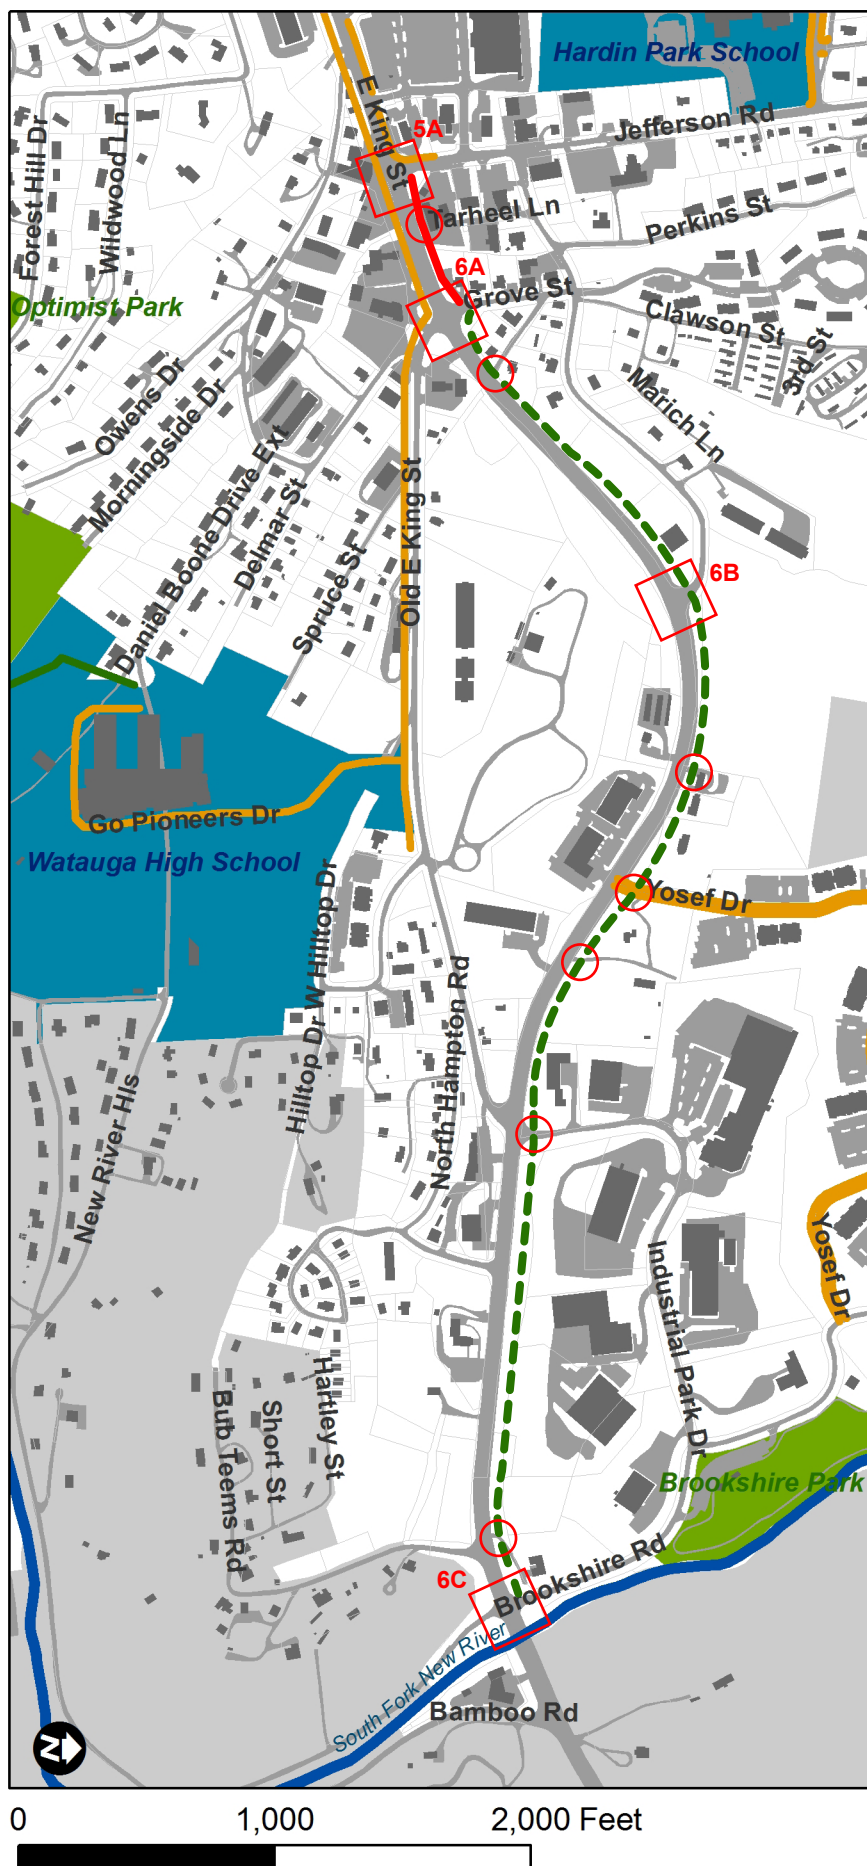 Hardin Park School
E King St
5A
Jefferson Rd
Forest Hill Dr
Wildwood Ln
Tarheel Ln
Perkins St
6A
Grove St
Optimist Park
Clawson St
3rd St
Owens Dr
Morningside Dr
Marich Ln
Daniel Boone Drive Ext
Delmar St
Spruce St
Old E King St
6B
Go Pioneers Dr
Watauga High School
Yosef Dr
Hilltop Dr W Hilltop Dr
North Hampton Rd
New River Hls
Yosef Dr
Industrial Park Dr
Hartley St
Short St
Bub Teems Rd
Brookshire Park
Brookshire Rd
6C
South Fork New River
Bamboo Rd
N
0 1,000 2,000 Feet